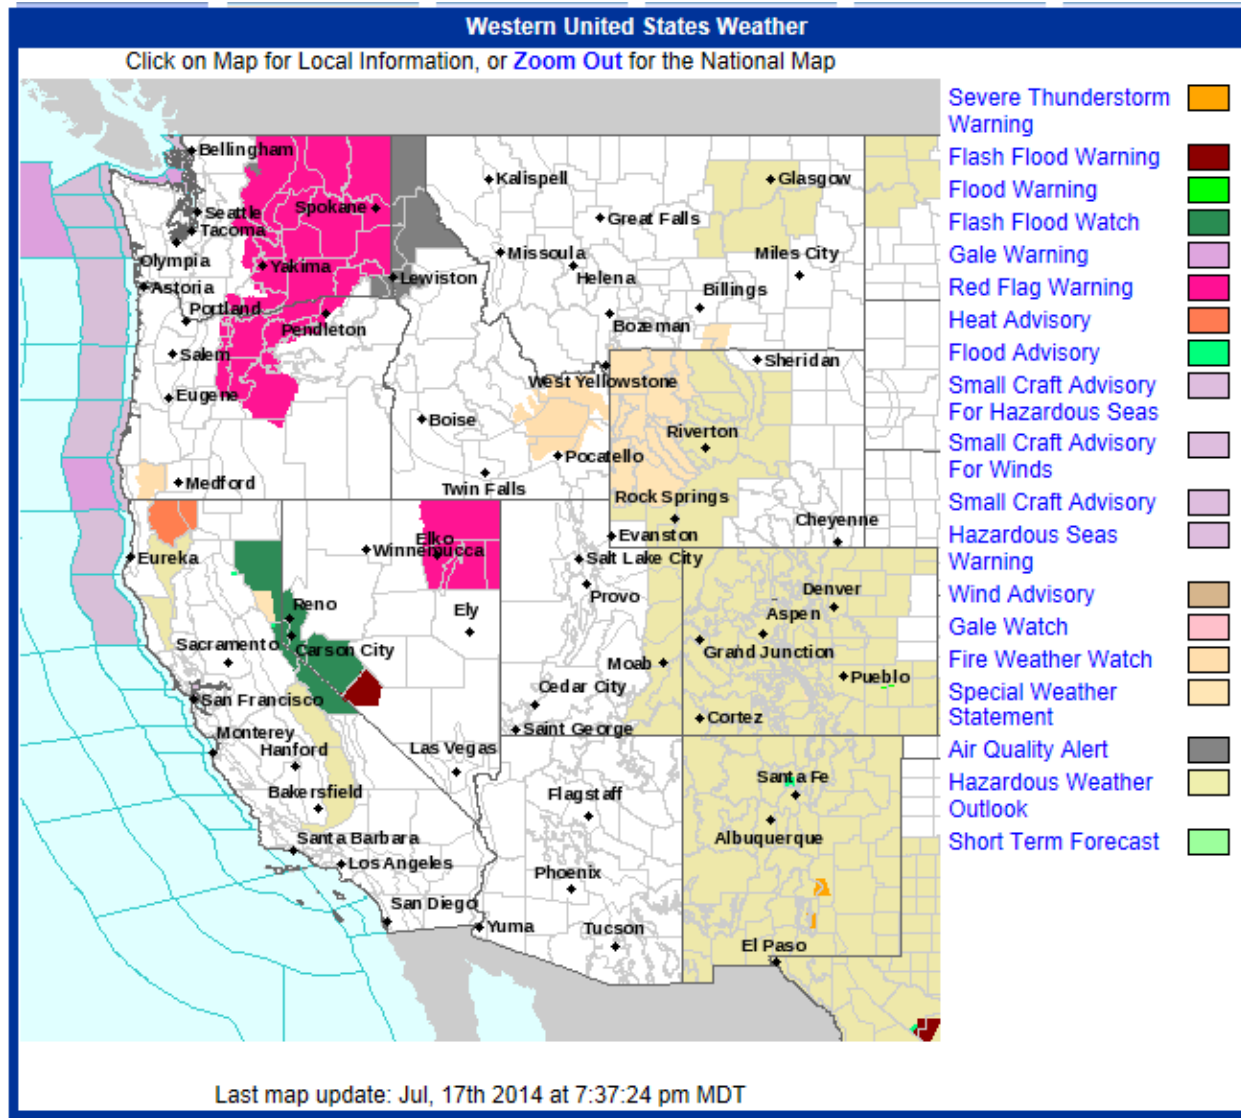 Western United States Weather
Click on Map for Local Information, or Zoom Out for the National Map
Bellingham
Seattle
Tacoma
Olympia
Spokane
Yakima
Astoria
Portland
Pendleton
Lewiston
Salem
Eugene
Medford
Kalispell
Great Falls
Glasgow
Missoula
Helena
Miles City
Billings
Bozeman
West Yellowstone
Sheridan
Boise
Pocatello
Twin Falls
Riverton
Rock Springs
Evanston
Cheyenne
Eureka
Winnemucca
Elko
Salt Lake City
Provo
Reno
Ely
Sacramento
Carson City
San Francisco
Monterey
Hanford
Bakersfield
Las Vegas
Santa Barbara
Los Angeles
San Diego
Moab
Cedar City
Saint George
Denver
Aspen
Grand Junction
Pueblo
Cortez
Flagstaff
Phoenix
Yuma
Tucson
Santa Fe
Albuquerque
El Paso
Severe Thunderstorm
Warning
Flash Flood Warning
Flood Warning
Flash Flood Watch
Gale Warning
Red Flag Warning
Heat Advisory
Flood Advisory
Small Craft Advisory
For Hazardous Seas
Small Craft Advisory
For Winds
Small Craft Advisory
Hazardous Seas
Warning
Wind Advisory
Gale Watch
Fire Weather Watch
Special Weather
Statement
Air Quality Alert
Hazardous Weather
Outlook
Short Term Forecast
Last map update: Jul, 17th 2014 at 7:37:24 pm MDT